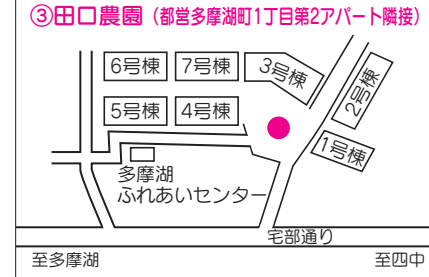 ③田口農園（都営多摩湖町1丁目第2アパート隣接）
6号棟 7号棟 3号棟 2号棟
5号棟 4号棟 1号棟
多摩湖
ふれあいセンター
宅部通り
至多摩湖 至四中